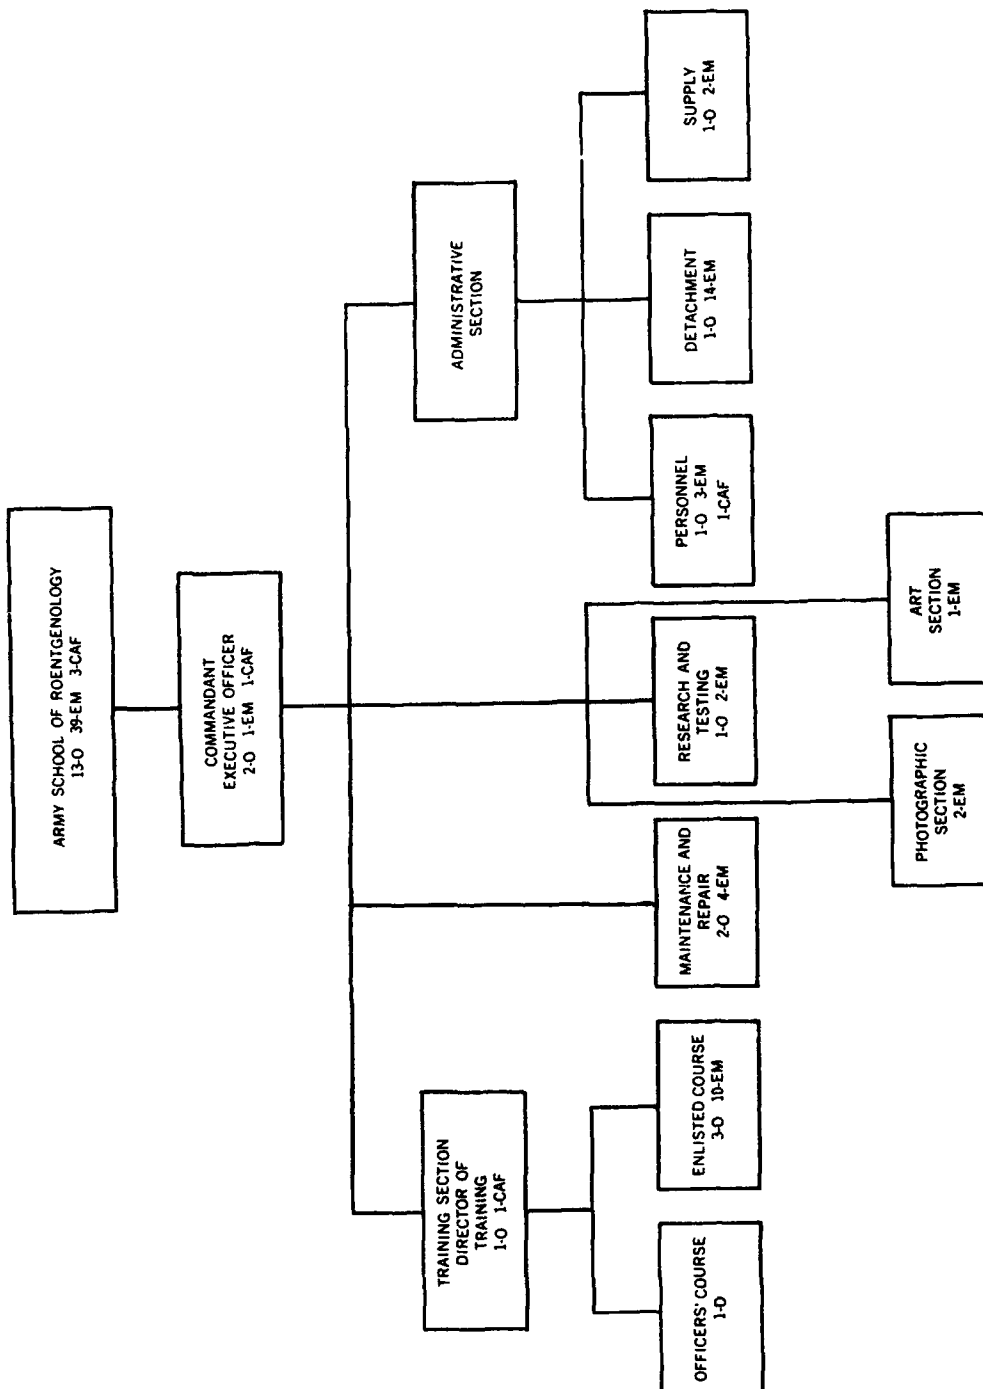 ARMY SCHOOL OF ROENTGENOLOGY
13-O 39-EM 3-CAF
COMMANDANT
EXECUTIVE OFFICER
2-O 1-EM 1-CAF
TRAINING SECTION
DIRECTOR OF
TRAINING
1-O 1-CAF
ADMINISTRATIVE
SECTION
OFFICERS' COURSE
1-O
ENLISTED COURSE
3-O 10-EM
MAINTENANCE AND
REPAIR
2-O 4-EM
RESEARCH AND
TESTING
1-O 2-EM
PERSONNEL
1-O 3-EM
1-CAF
DETACHMENT
1-O 14-EM
SUPPLY
1-O 2-EM
PHOTOGRAPHIC
SECTION
2-EM
ART
SECTION
1-EM